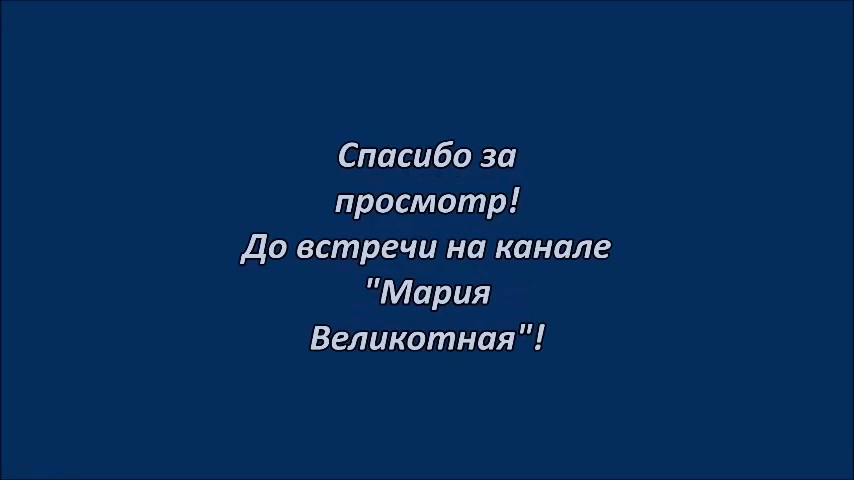 Спасибо за
просмотр!
До встречи на канале
"Мария
Великотная"!